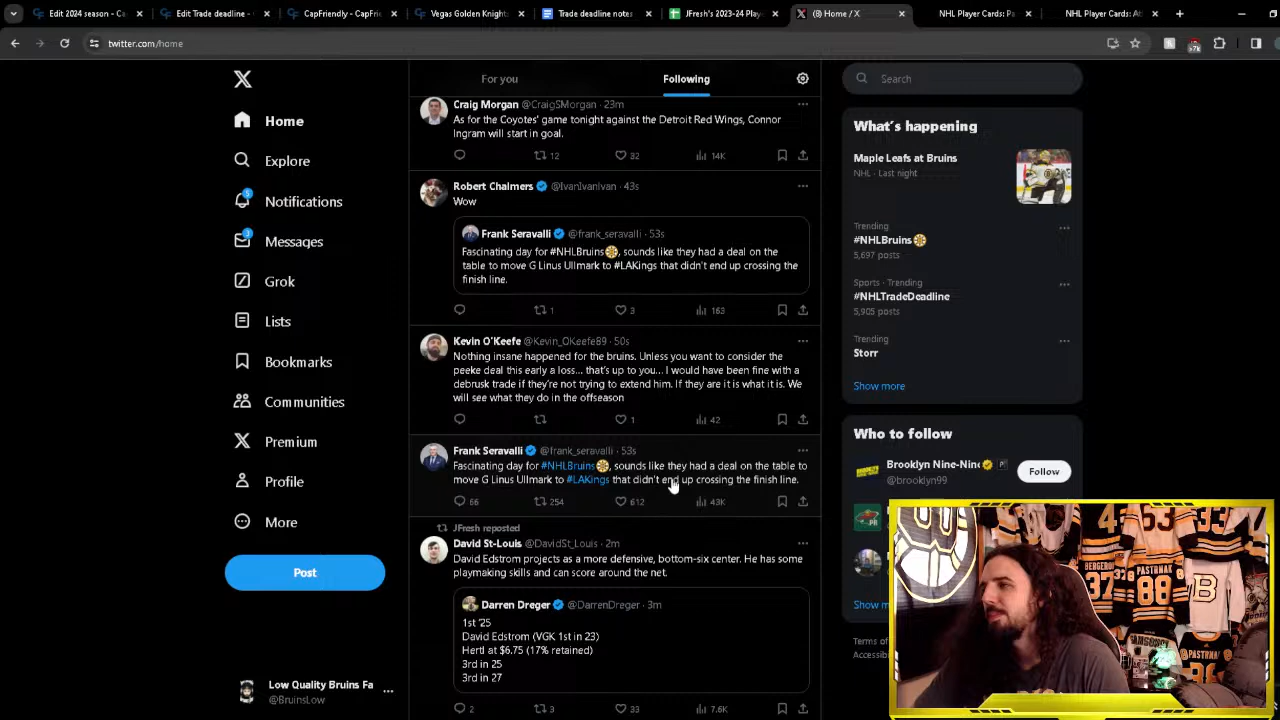 Edit 2024 season - Ca
Edit Trade deadline -
CapFriendly - CapFri
Vegas Golden Knights
Trade deadline notes
JFresh's 2023-24 Play
(8) Home / X
NHL Player Cards: Pa
NHL Player Cards: At
twitter.com/home
For you
Following
Search
Home
Explore
5
Notifications
3
Messages
Grok
Lists
Bookmarks
Communities
Premium
Profile
More
Post
Low Quality Bruins Fa
@BruinsLow
Craig Morgan @CraigSMorgan · 23m
As for the Coyotes' game tonight against the Detroit Red Wings, Connor
Ingram will start in goal.
12
32
14K
Robert Chalmers @IvanIvanIvan · 43s
Wow
Frank Seravalli @frank_seravalli · 53s
Fascinating day for #NHLBruins, sounds like they had a deal on the
table to move G Linus Ullmark to #LAKings that didn't end up crossing the
finish line.
1
3
163
Kevin O'Keefe @Kevin_OKeefe89 · 50s
Nothing insane happened for the bruins. Unless you want to consider the
peeke deal this early a loss... that's up to you... I would have been fine with a
debrusk trade if they're not trying to extend him. If they are it is what it is. We
will see what they do in the offseason
1
42
Frank Seravalli @frank_seravalli · 53s
Fascinating day for #NHLBruins, sounds like they had a deal on the table to
move G Linus Ullmark to #LAKings that didn't end up crossing the finish line.
66
254
612
43K
JFresh reposted
David St-Louis @DavidSt_Louis · 2m
David Edstrom projects as a more defensive, bottom-six center. He has some
playmaking skills and can score around the net.
Darren Dreger @DarrenDreger · 3m
1st '25
David Edstrom (VGK 1st in 23)
Hertl at $6.75 (17% retained)
3rd in 25
3rd in 27
2
3
33
7.6K
What's happening
Maple Leafs at Bruins
NHL · Last night
Trending
#NHLBruins
5,697 posts
Sports · Trending
#NHLTradeDeadline
5,905 posts
Trending
Storr
Show more
Who to follow
Brooklyn Nine-Nine
@brooklyn99
Follow
Show m
Terms of
Accessibi
BERGERON
37
PASTRNAK
88
B
PASTRNAK